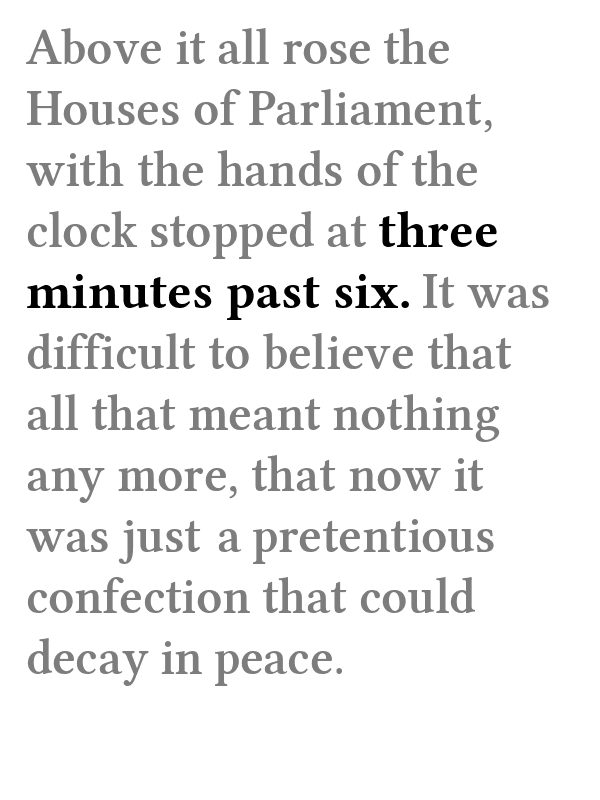 Above it all rose the
Houses of Parliament,
with the hands of the
clock stopped at three
minutes past six. It was
difficult to believe that
all that meant nothing
any more, that now it
was just a pretentious
confection that could
decay in peace.